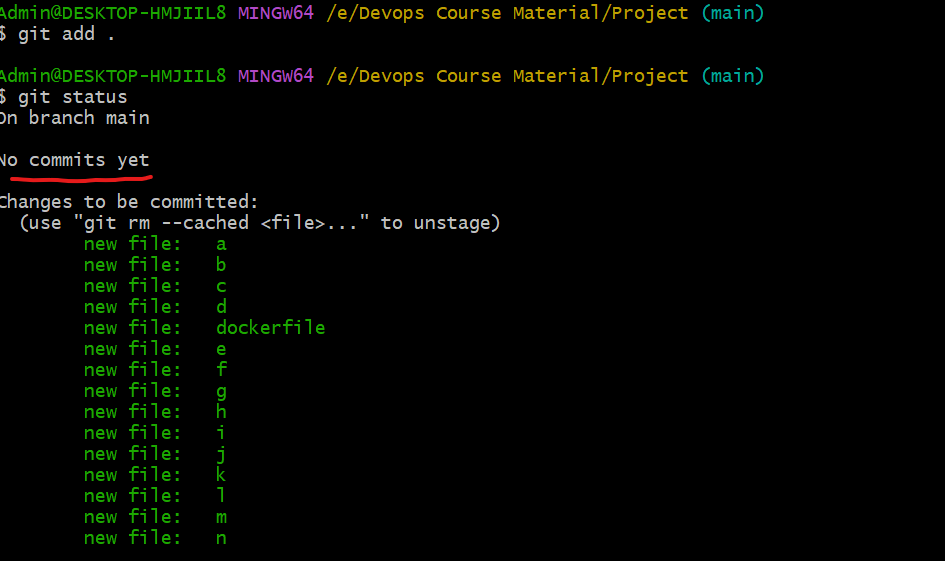 Admin@DESKTOP-HMJIIL8 MINGW64 /e/Devops Course Material/Project (main)
$ git add .
Admin@DESKTOP-HMJIIL8 MINGW64 /e/Devops Course Material/Project (main)
$ git status
On branch main
No commits yet
Changes to be committed:
  (use "git rm --cached <file>..." to unstage)
        new file:   a
        new file:   b
        new file:   c
        new file:   d
        new file:   dockerfile
        new file:   e
        new file:   f
        new file:   g
        new file:   h
        new file:   i
        new file:   j
        new file:   k
        new file:   l
        new file:   m
        new file:   n